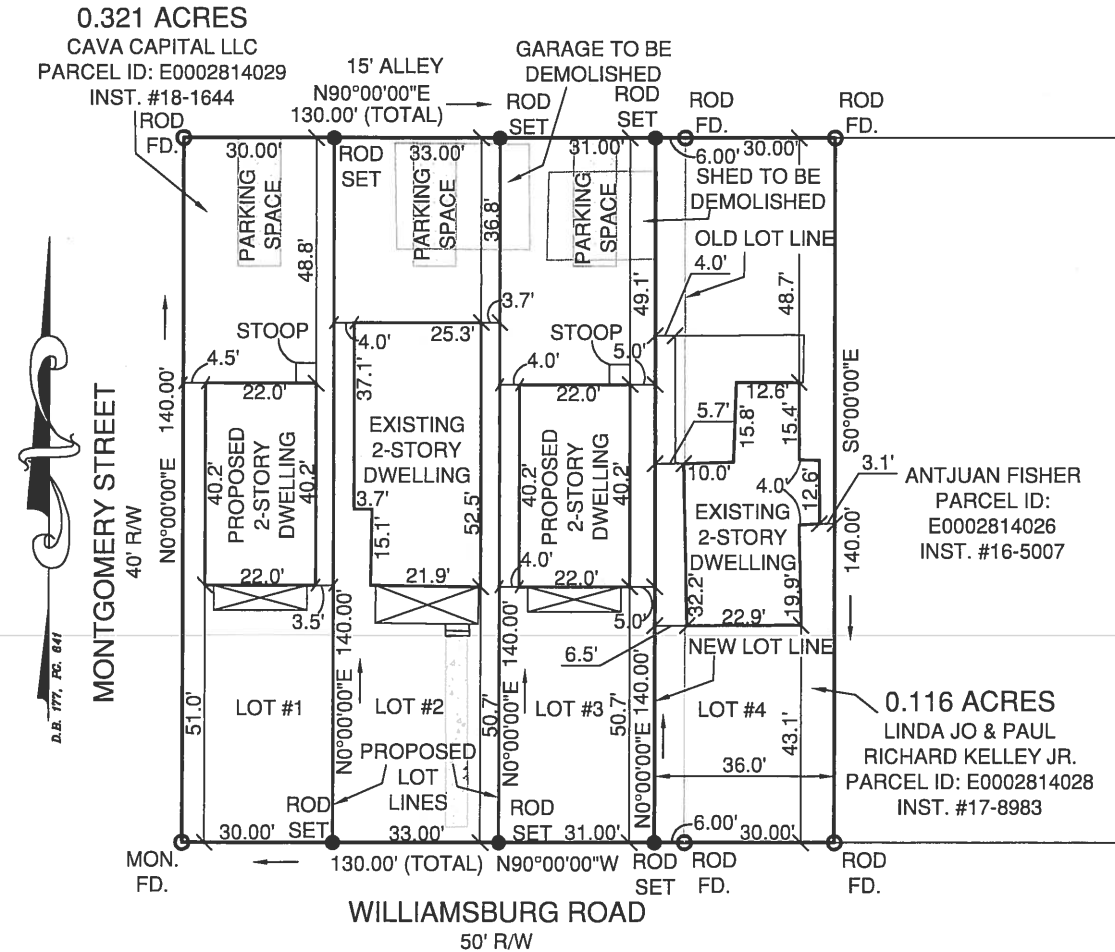 0.321 ACRES
CAVA CAPITAL LLC
PARCEL ID: E0002814029
INST. #18-1644
ROD
FD.
15' ALLEY
N90°00'00"E
130.00' (TOTAL)
GARAGE TO BE
DEMOLISHED
ROD
SET
ROD
SET
ROD
FD.
ROD
FD.
30.00'
ROD
SET
33.00'
31.00'
6.00'
30.00'
PARKING
SPACE
PARKING
SPACE
PARKING
SPACE
SHED TO BE
DEMOLISHED
OLD LOT LINE
48.8'
36.8'
49.1'
48.7'
4.0'
3.7'
25.3'
4.0'
37.1'
STOOP
4.5'
22.0'
STOOP
4.0'
5.0'
22.0'
12.6'
15.8'
15.4'
5.7'
10.0'
4.0'
12.6'
3.1'
MONTGOMERY STREET
40' R/W
N0°00'00"E 140.00'
40.2'
PROPOSED
2-STORY
DWELLING
40.2'
EXISTING
2-STORY
DWELLING
3.7'
15.1'
52.5'
40.2'
PROPOSED
2-STORY
DWELLING
40.2'
EXISTING
2-STORY
DWELLING
S0°00'00"E
140.00'
ANTJUAN FISHER
PARCEL ID:
E0002814026
INST. #16-5007
22.0'
3.5'
21.9'
4.0'
22.0'
5.0'
32.2'
22.9'
19.9'
6.5'
NEW LOT LINE
D.B. 177, PG. 641
51.0'
LOT #1
N0°00'00"E 140.00'
LOT #2
50.7'
N0°00'00"E 140.00'
LOT #3
50.7'
N0°00'00"E 140.00'
LOT #4
43.1'
36.0'
0.116 ACRES
LINDA JO & PAUL
RICHARD KELLEY JR.
PARCEL ID: E0002814028
INST. #17-8983
PROPOSED
LOT
LINES
ROD
SET
ROD
SET
30.00'
33.00'
31.00'
6.00'
30.00'
MON.
FD.
130.00' (TOTAL)
N90°00'00"W
ROD
SET
ROD
FD.
ROD
FD.
WILLIAMSBURG ROAD
50' R/W